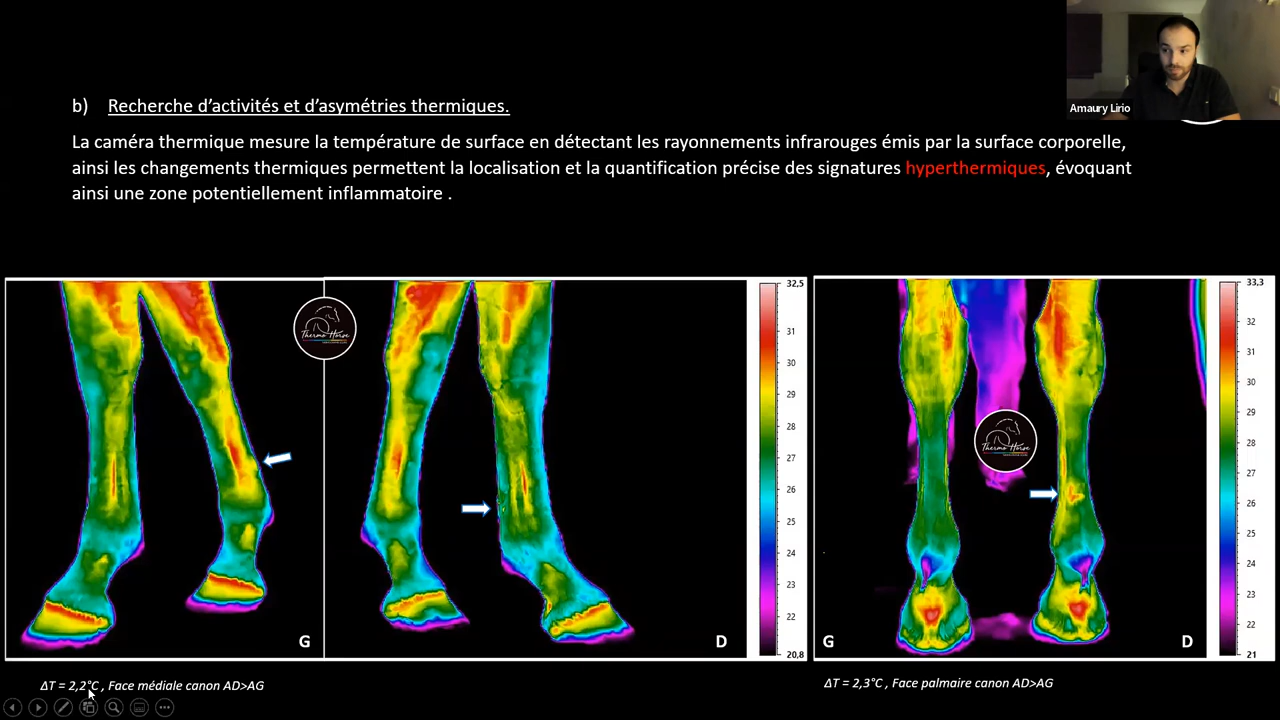 Amaury Lirio
b) Recherche d'activités et d'asymétries thermiques.
La caméra thermique mesure la température de surface en détectant les rayonnements infrarouges émis par la surface corporelle,
ainsi les changements thermiques permettent la localisation et la quantification précise des signatures hyperthermiques, évoquant
ainsi une zone potentiellement inflammatoire .
Thermo Horse
32,5
31
30
29
28
27
26
25
24
23
22
20,8
G
D
Thermo Horse
33,3
32
31
30
29
28
27
26
25
24
23
22
21
G
D
ΔT = 2,2°C , Face médiale canon AD>AG
ΔT = 2,3°C , Face palmaire canon AD>AG